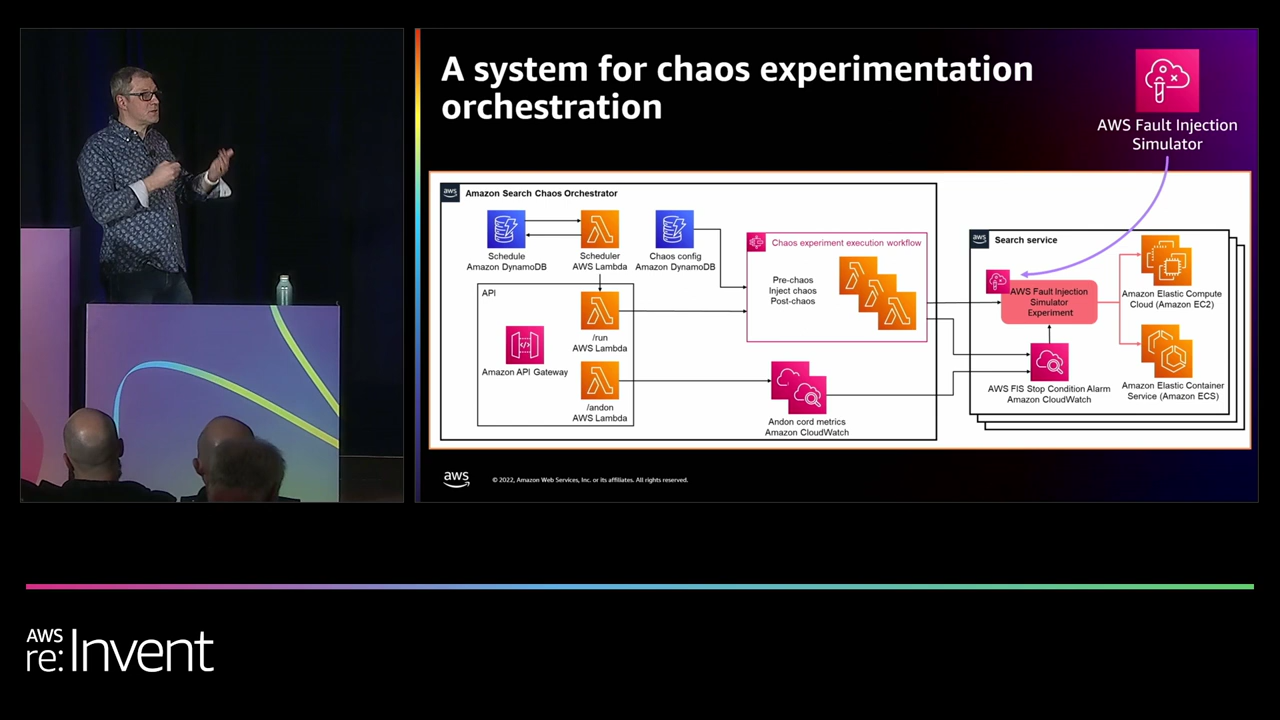 A system for chaos experimentation
orchestration
AWS Fault Injection
Simulator
aws
Amazon Search Chaos Orchestrator
Schedule
Amazon DynamoDB
Scheduler
AWS Lambda
Chaos config
Amazon DynamoDB
API
Amazon API Gateway
/run
AWS Lambda
/andon
AWS Lambda
Chaos experiment execution workflow
Pre-chaos
Inject chaos
Post-chaos
Andon cord metrics
Amazon CloudWatch
aws
Search service
AWS Fault Injection
Simulator
Experiment
AWS FIS Stop Condition Alarm
Amazon CloudWatch
Amazon Elastic Compute
Cloud (Amazon EC2)
Amazon Elastic Container
Service (Amazon ECS)
aws
© 2022, Amazon Web Services, Inc. or its affiliates. All rights reserved.
AWS
re:Invent